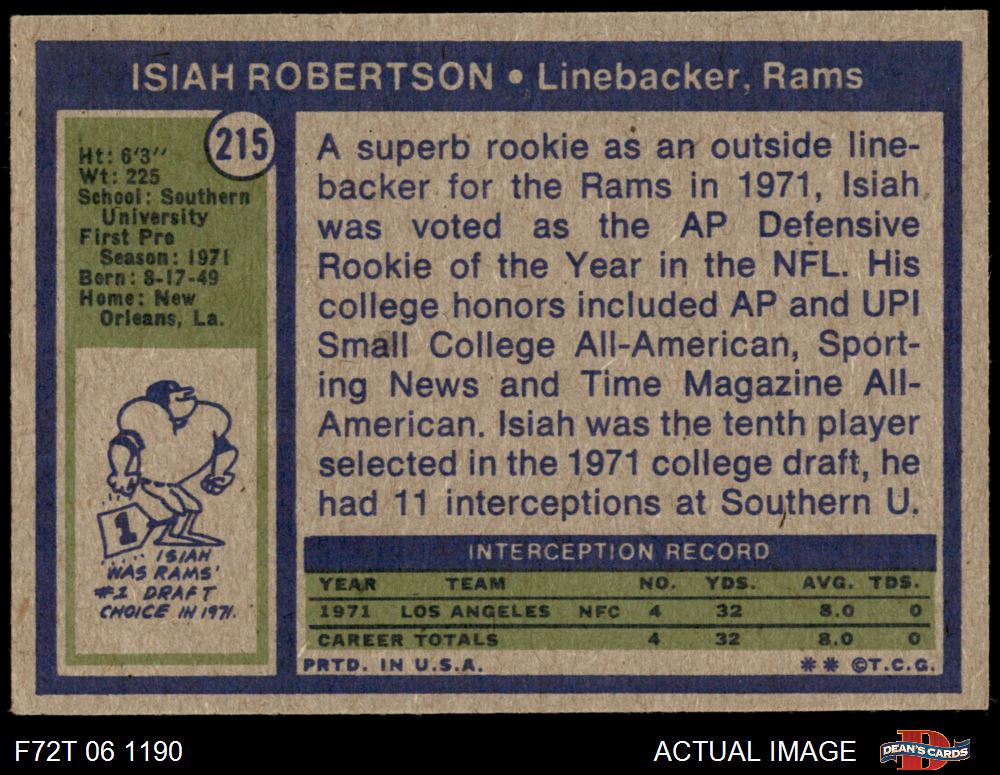 ISIAH ROBERTSON • Linebacker, Rams
215
Ht: 6'3''
Wt: 225
School: Southern
University
First Pro
Season: 1971
Born: 8-17-49
Home: New
Orleans, La.
1
ISIAH
WAS RAMS'
#1 DRAFT
CHOICE IN 1971.
A superb rookie as an outside line-
backer for the Rams in 1971, Isiah
was voted as the AP Defensive
Rookie of the Year in the NFL. His
college honors included AP and UPI
Small College All-American, Sport-
ing News and Time Magazine All-
American. Isiah was the tenth player
selected in the 1971 college draft, he
had 11 interceptions at Southern U.
INTERCEPTION RECORD
YEAR TEAM NO. YDS. AVG. TDS.
1971 LOS ANGELES NFC 4 32 8.0 0
CAREER TOTALS 4 32 8.0 0
PRTD. IN U.S.A. ** ©T.C.G.
F72T 06 1190 ACTUAL IMAGE D DEAN'S CARDS